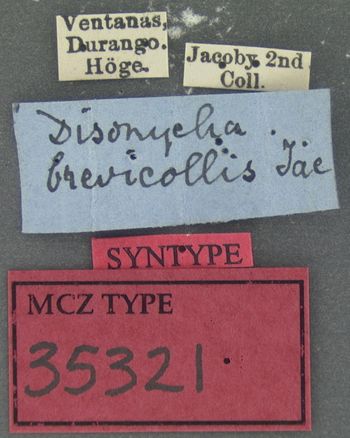 Ventanas,
Durango.
Höge.
Jacoby 2nd
Coll.
Disonycha.
brevicollis Jac
SYNTYPE
MCZ TYPE
35321.